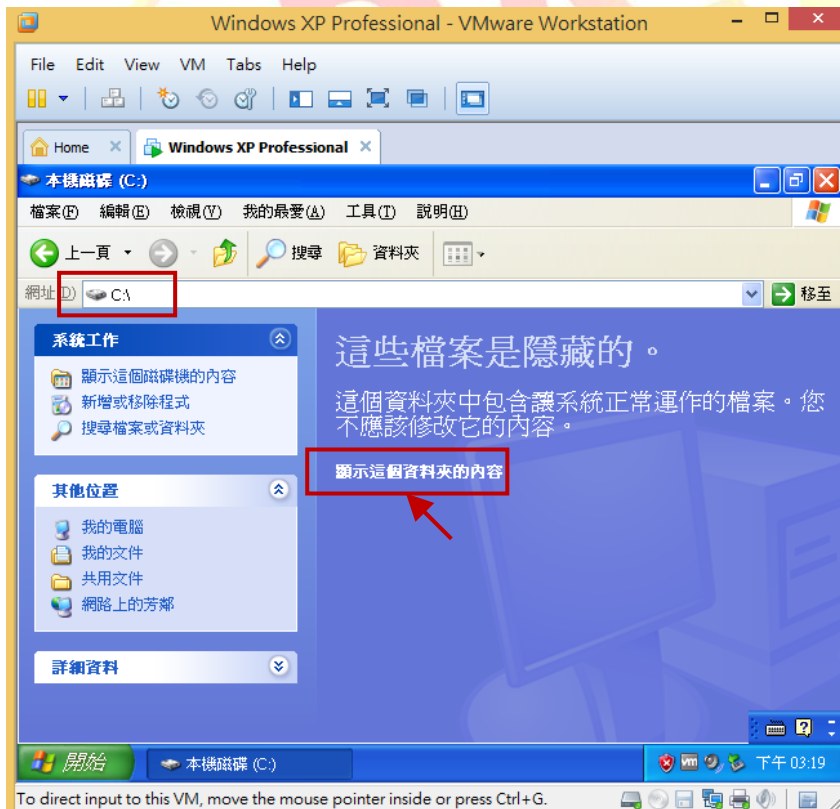 Windows XP Professional - VMware Workstation
File Edit View VM Tabs Help
Home Windows XP Professional
本機磁碟 (C:)
檔案(F) 編輯(E) 檢視(V) 我的最愛(A) 工具(T) 說明(H)
上一頁 搜尋 資料夾
網址(D) C:\ 移至
系統工作
顯示這個磁碟機的內容
新增或移除程式
搜尋檔案或資料夾
其他位置
我的電腦
我的文件
共用文件
網路上的芳鄰
詳細資料
這些檔案是隱藏的。
這個資料夾中包含讓系統正常運作的檔案。您
不應該修改它的內容。
顯示這個資料夾的內容
開始 本機磁碟 (C:) vm 下午 03:19
To direct input to this VM, move the mouse pointer inside or press Ctrl+G.